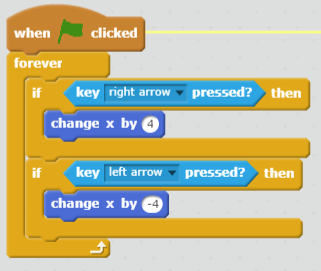 when clicked
forever
if key right arrow pressed? then
change x by 4
if key left arrow pressed? then
change x by -4